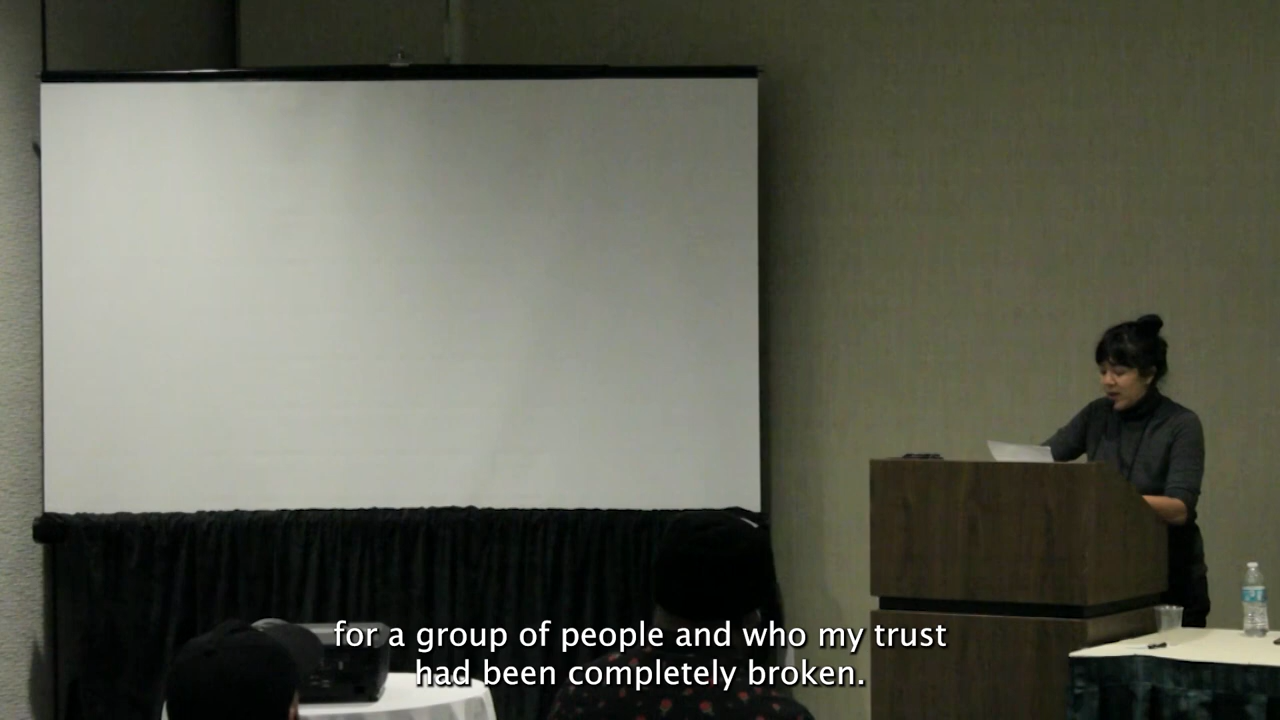 for a group of people and who my trust
had been completely broken.